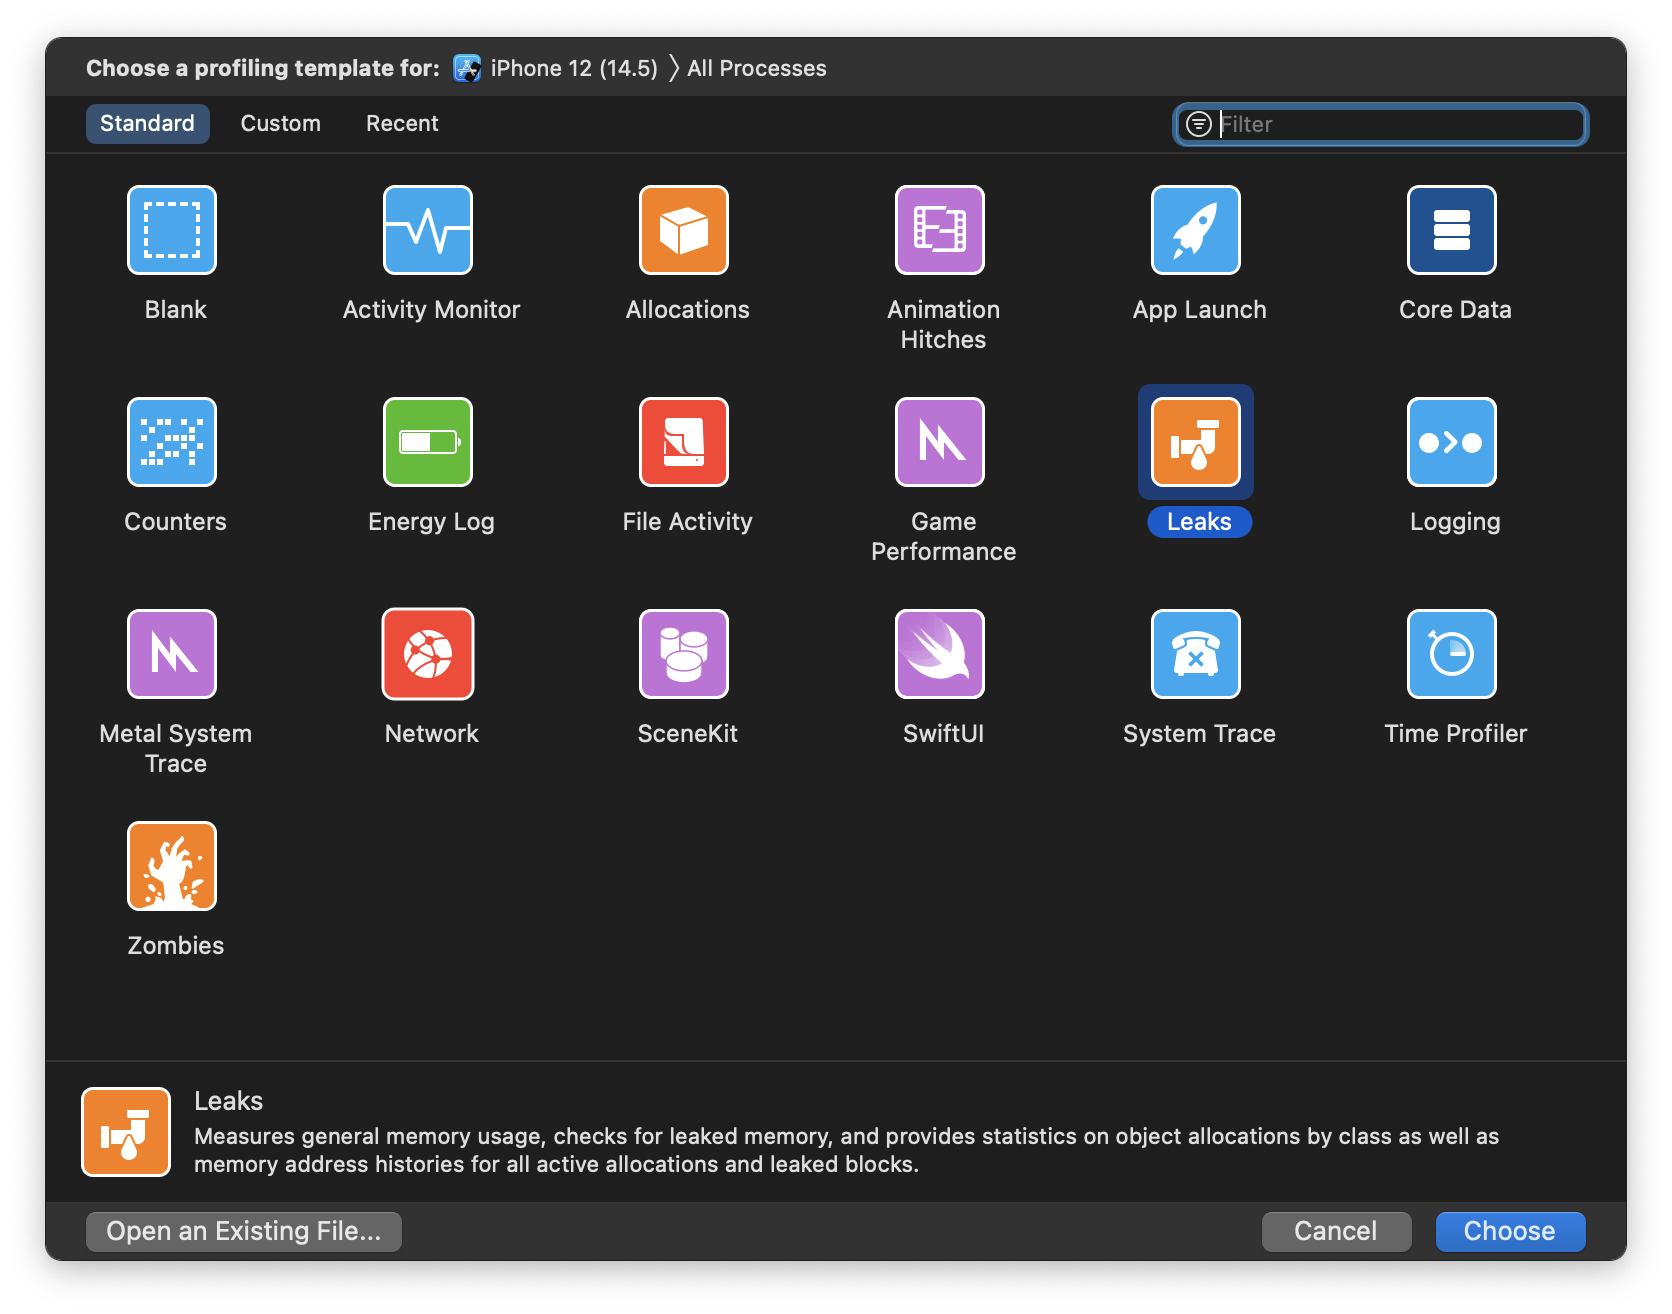 Choose a profiling template for: iPhone 12 (14.5) 〉 All Processes
Standard Custom Recent Filter
Blank Activity Monitor Allocations Animation App Launch Core Data
Hitches
Counters Energy Log File Activity Game Leaks Logging
Performance
Metal System Network SceneKit SwiftUI System Trace Time Profiler
Trace
Zombies
Leaks
Measures general memory usage, checks for leaked memory, and provides statistics on object allocations by class as well as
memory address histories for all active allocations and leaked blocks.
Open an Existing File... Cancel Choose